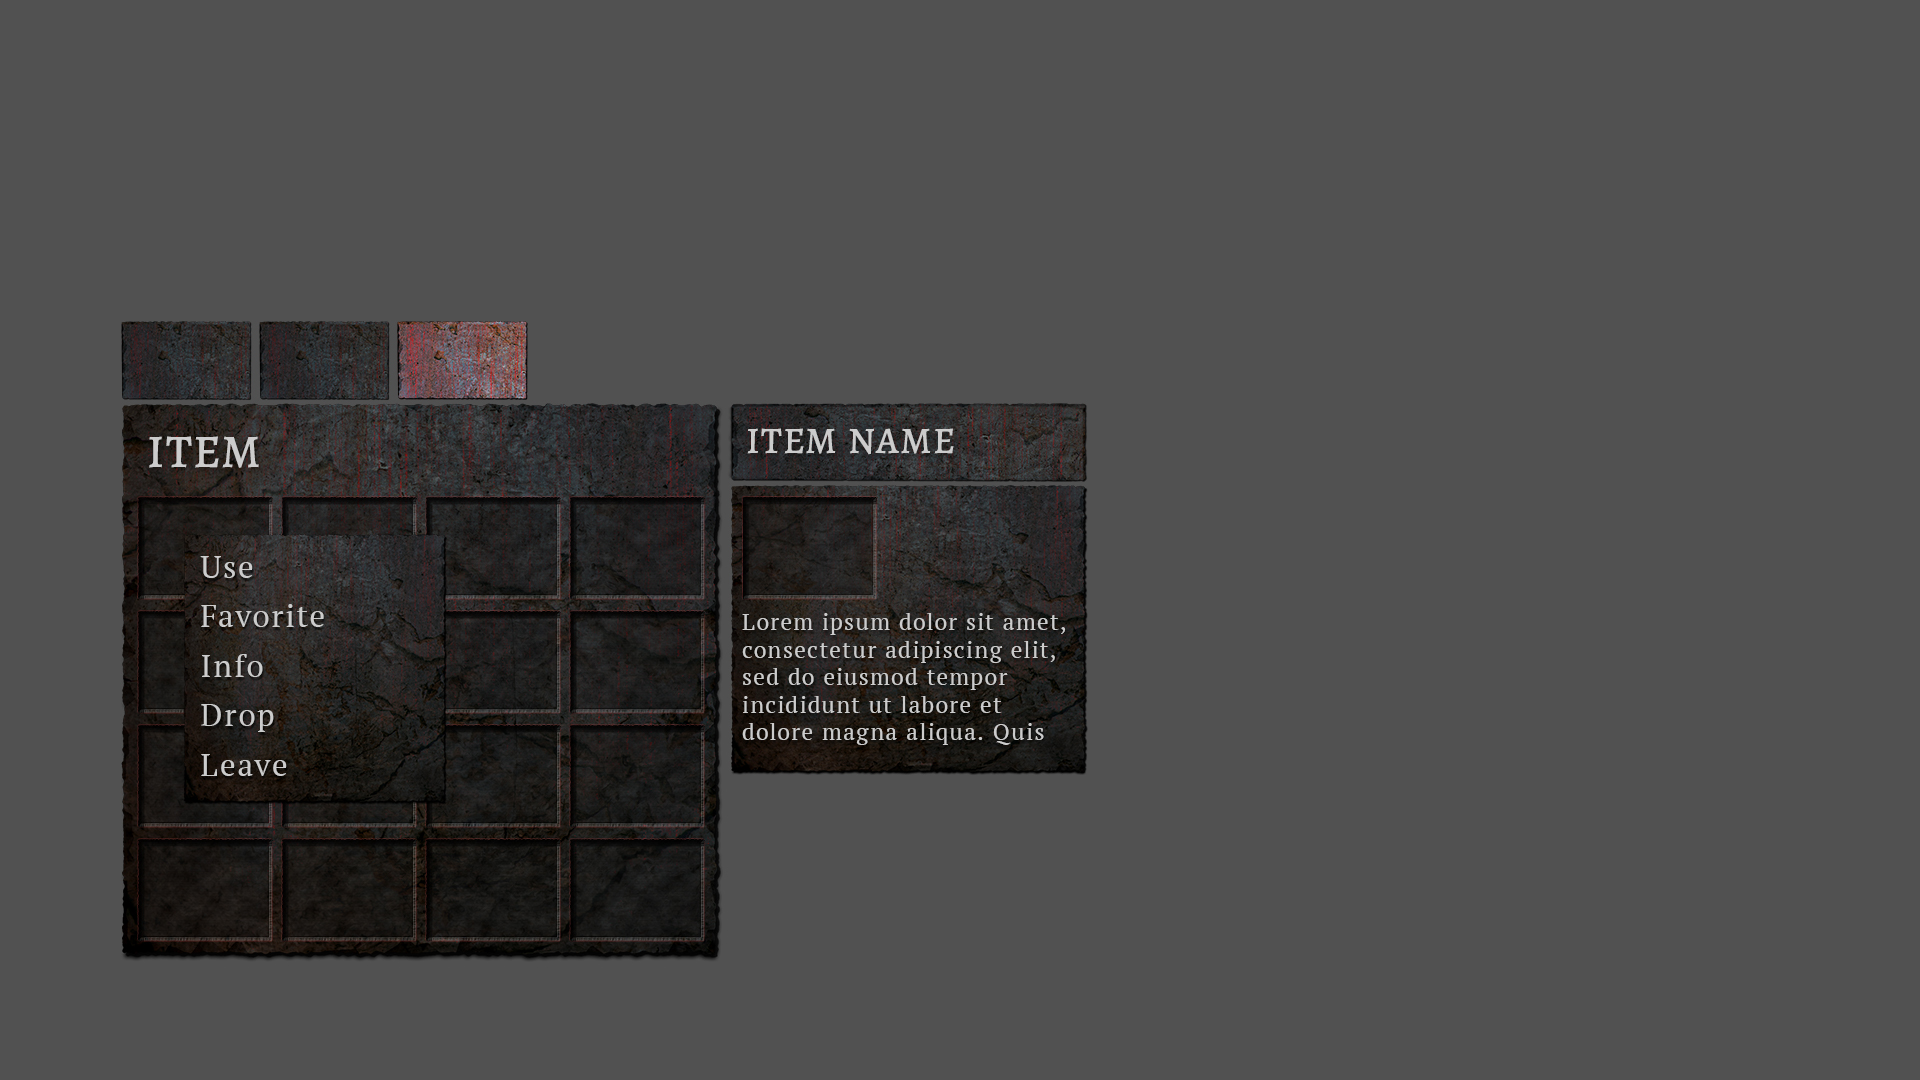 ITEM
ITEM NAME
Use
Favorite
Info
Drop
Leave
Lorem ipsum dolor sit amet,
consectetur adipiscing elit,
sed do eiusmod tempor
incididunt ut labore et
dolore magna aliqua. Quis